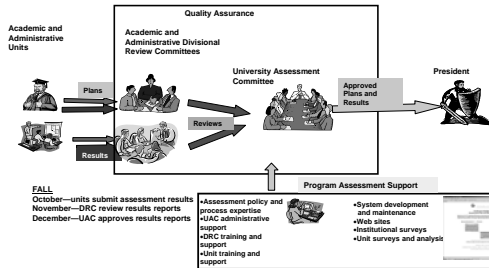 Quality Assurance
Academic and
Administrative
Units
Academic and
Administrative Divisional
Review Committees
University Assessment
Committee
President
Plans
Results
Reviews
Approved
Plans and
Results
FALL
October—units submit assessment results
November—DRC review results reports
December—UAC approves results reports
Program Assessment Support
•Assessment policy and
process expertise
•UAC administrative
support
•DRC training and
support
•Unit training and
support
•System development
and maintenance
•Web sites
•Institutional surveys
•Unit surveys and analysis